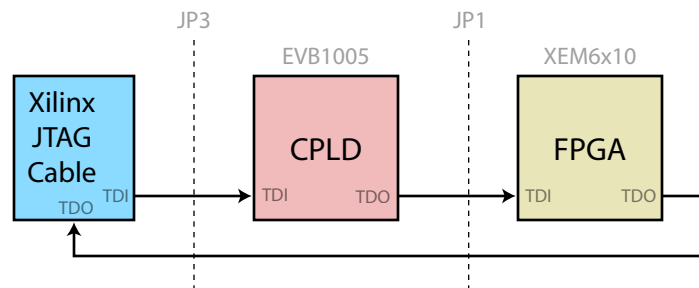 JP3
JP1
EVB1005
XEM6x10
Xilinx
JTAG
Cable
TDI
TDO
CPLD
TDI
TDO
FPGA
TDI
TDO